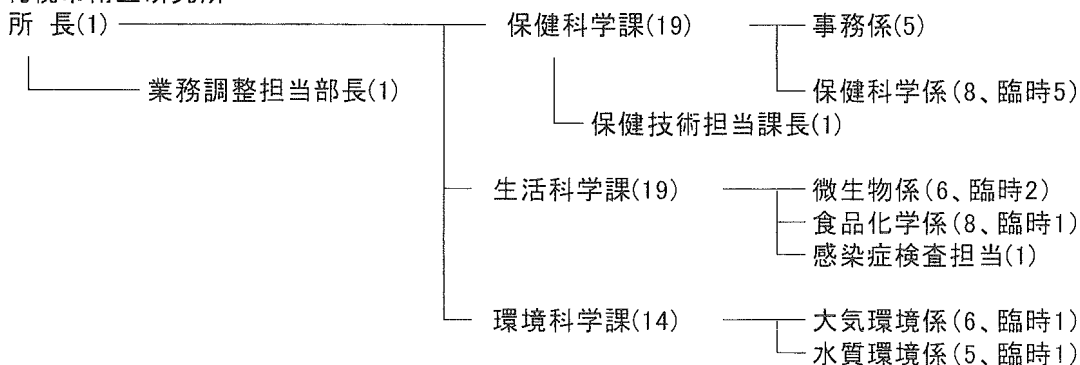 所 長(1)
保健科学課(19)
事務係(5)
業務調整担当部長(1)
保健科学係(8、臨時5)
保健技術担当課長(1)
生活科学課(19)
微生物係(6、臨時2)
食品化学係(8、臨時1)
感染症検査担当(1)
環境科学課(14)
大気環境係(6、臨時1)
水質環境係(5、臨時1)